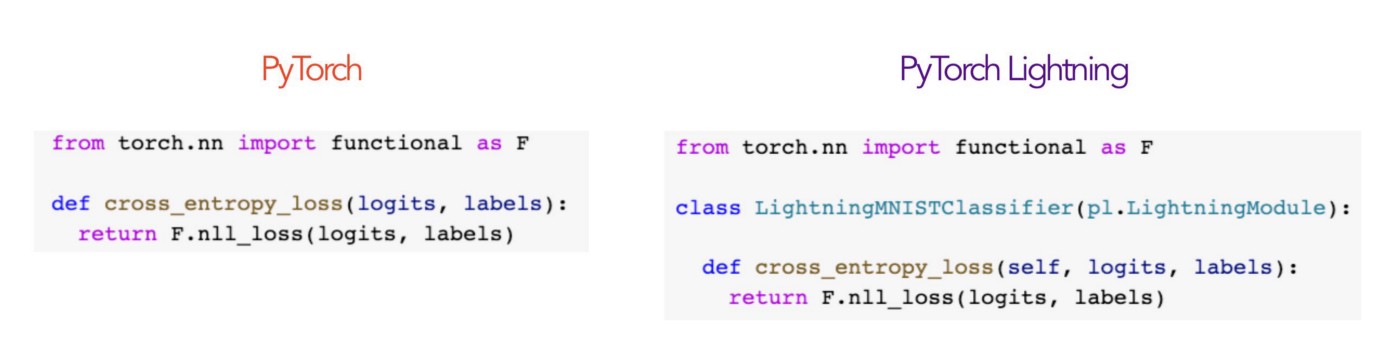 PyTorch
from torch.nn import functional as F
def cross_entropy_loss(logits, labels):
return F.nll_loss(logits, labels)
PyTorch Lightning
from torch.nn import functional as F
class LightningMNISTClassifier(pl.LightningModule):
def cross_entropy_loss(self, logits, labels):
return F.nll_loss(logits, labels)